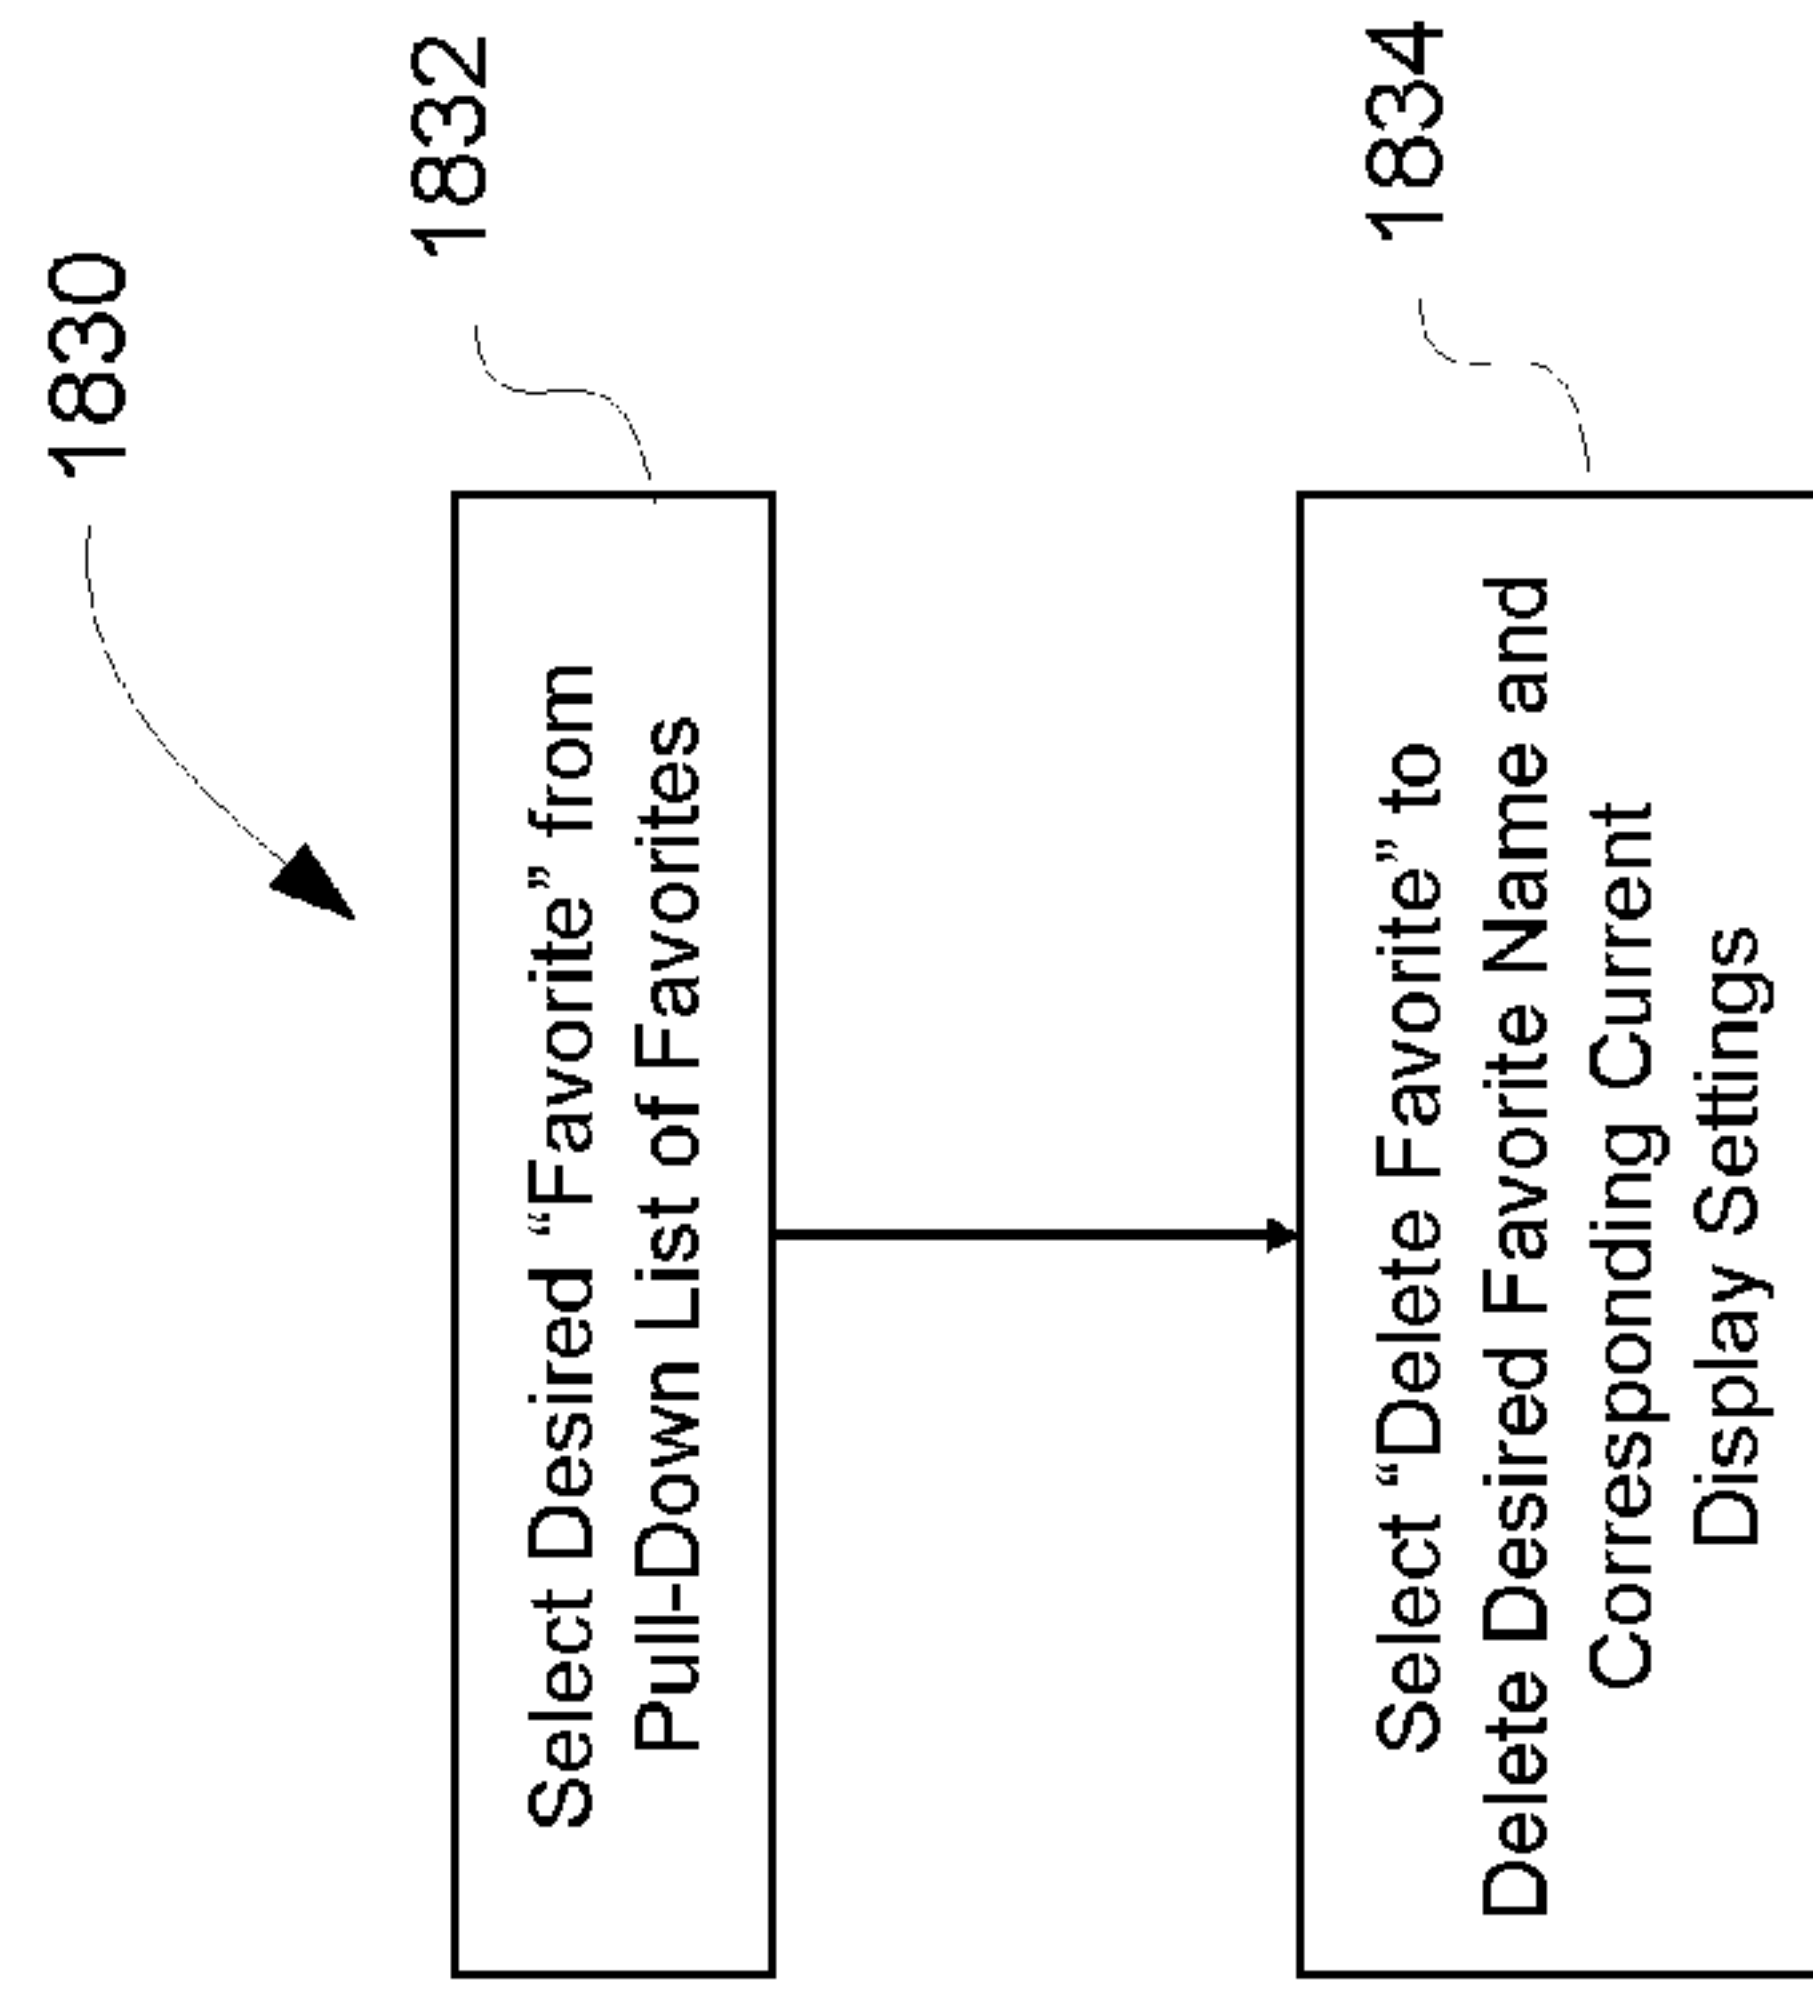 1830
1832
Select Desired “Favorite” from
Pull-Down List of Favorites
1834
Select “Delete Favorite” to
Delete Desired Favorite Name and
Corresponding Current
Display Settings